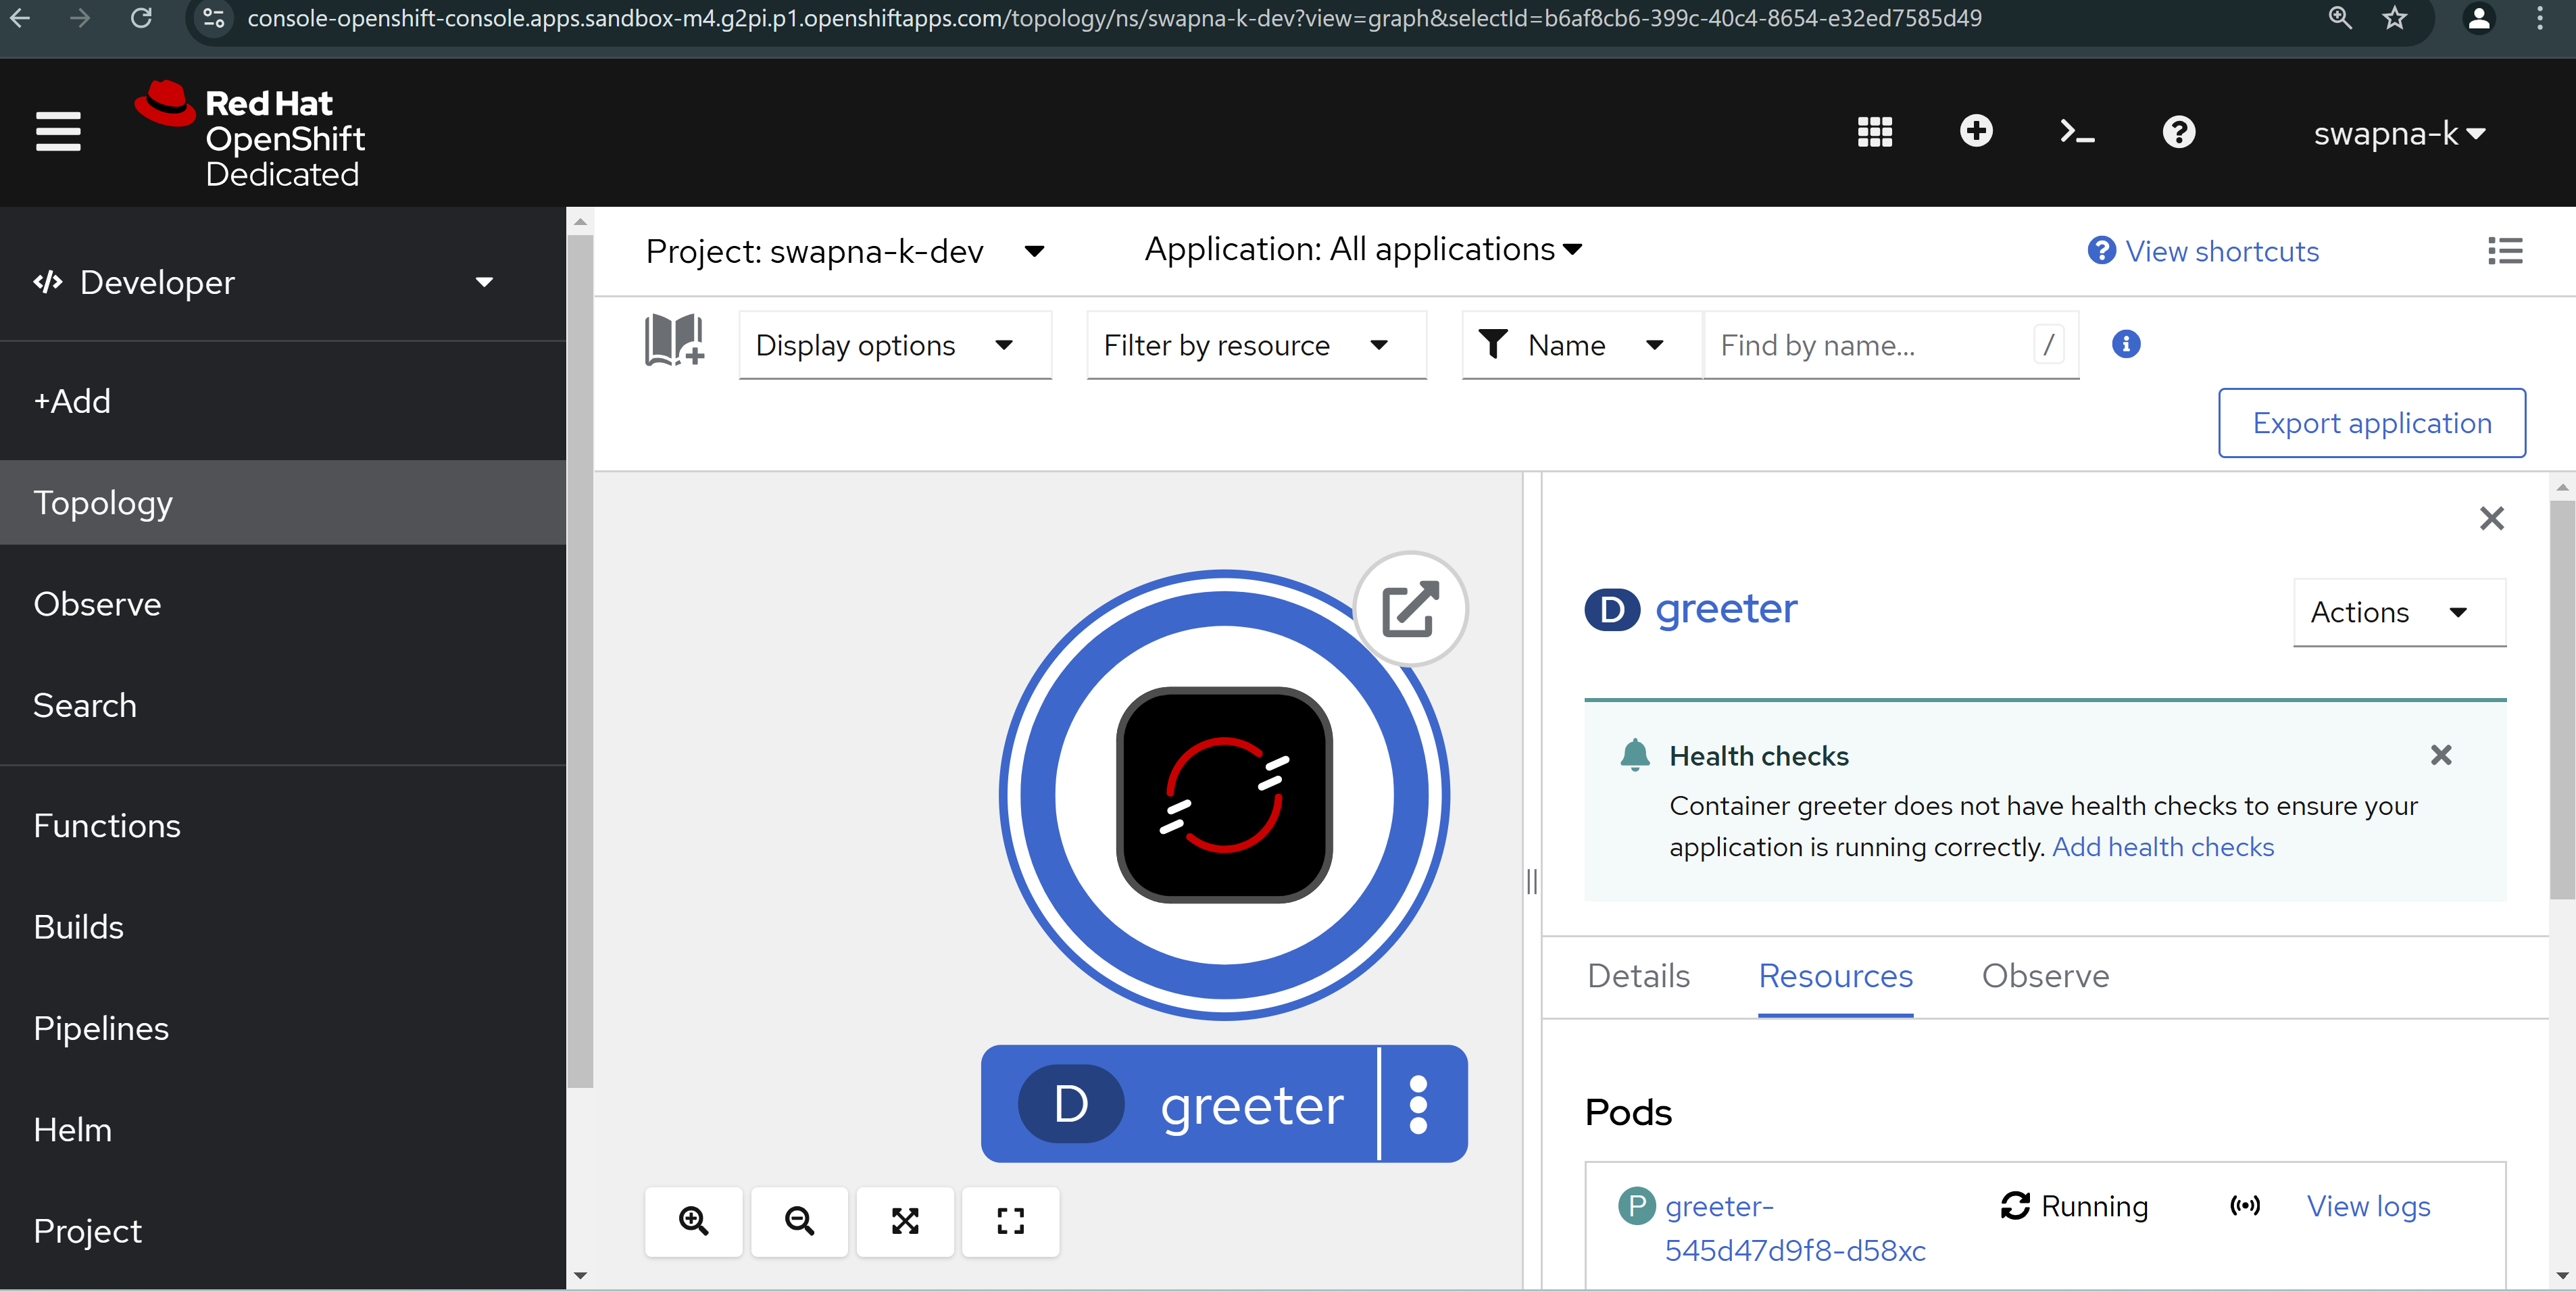 console-openshift-console.apps.sandbox-m4.g2pi.p1.openshiftapps.com/topology/ns/swapna-k-dev?view=graph&selectId=b6af8cb6-399c-40c4-8654-e32ed7585d49
Red Hat
OpenShift
Dedicated
swapna-k
Developer
+Add
Topology
Observe
Search
Functions
Builds
Pipelines
Helm
Project
Project: swapna-k-dev
Application: All applications
View shortcuts
Display options
Filter by resource
Name
Find by name...
/
Export application
D greeter
D greeter
Actions
Health checks
Container greeter does not have health checks to ensure your
application is running correctly. Add health checks
Details
Resources
Observe
Pods
P greeter-
545d47d9f8-d58xc
Running
View logs